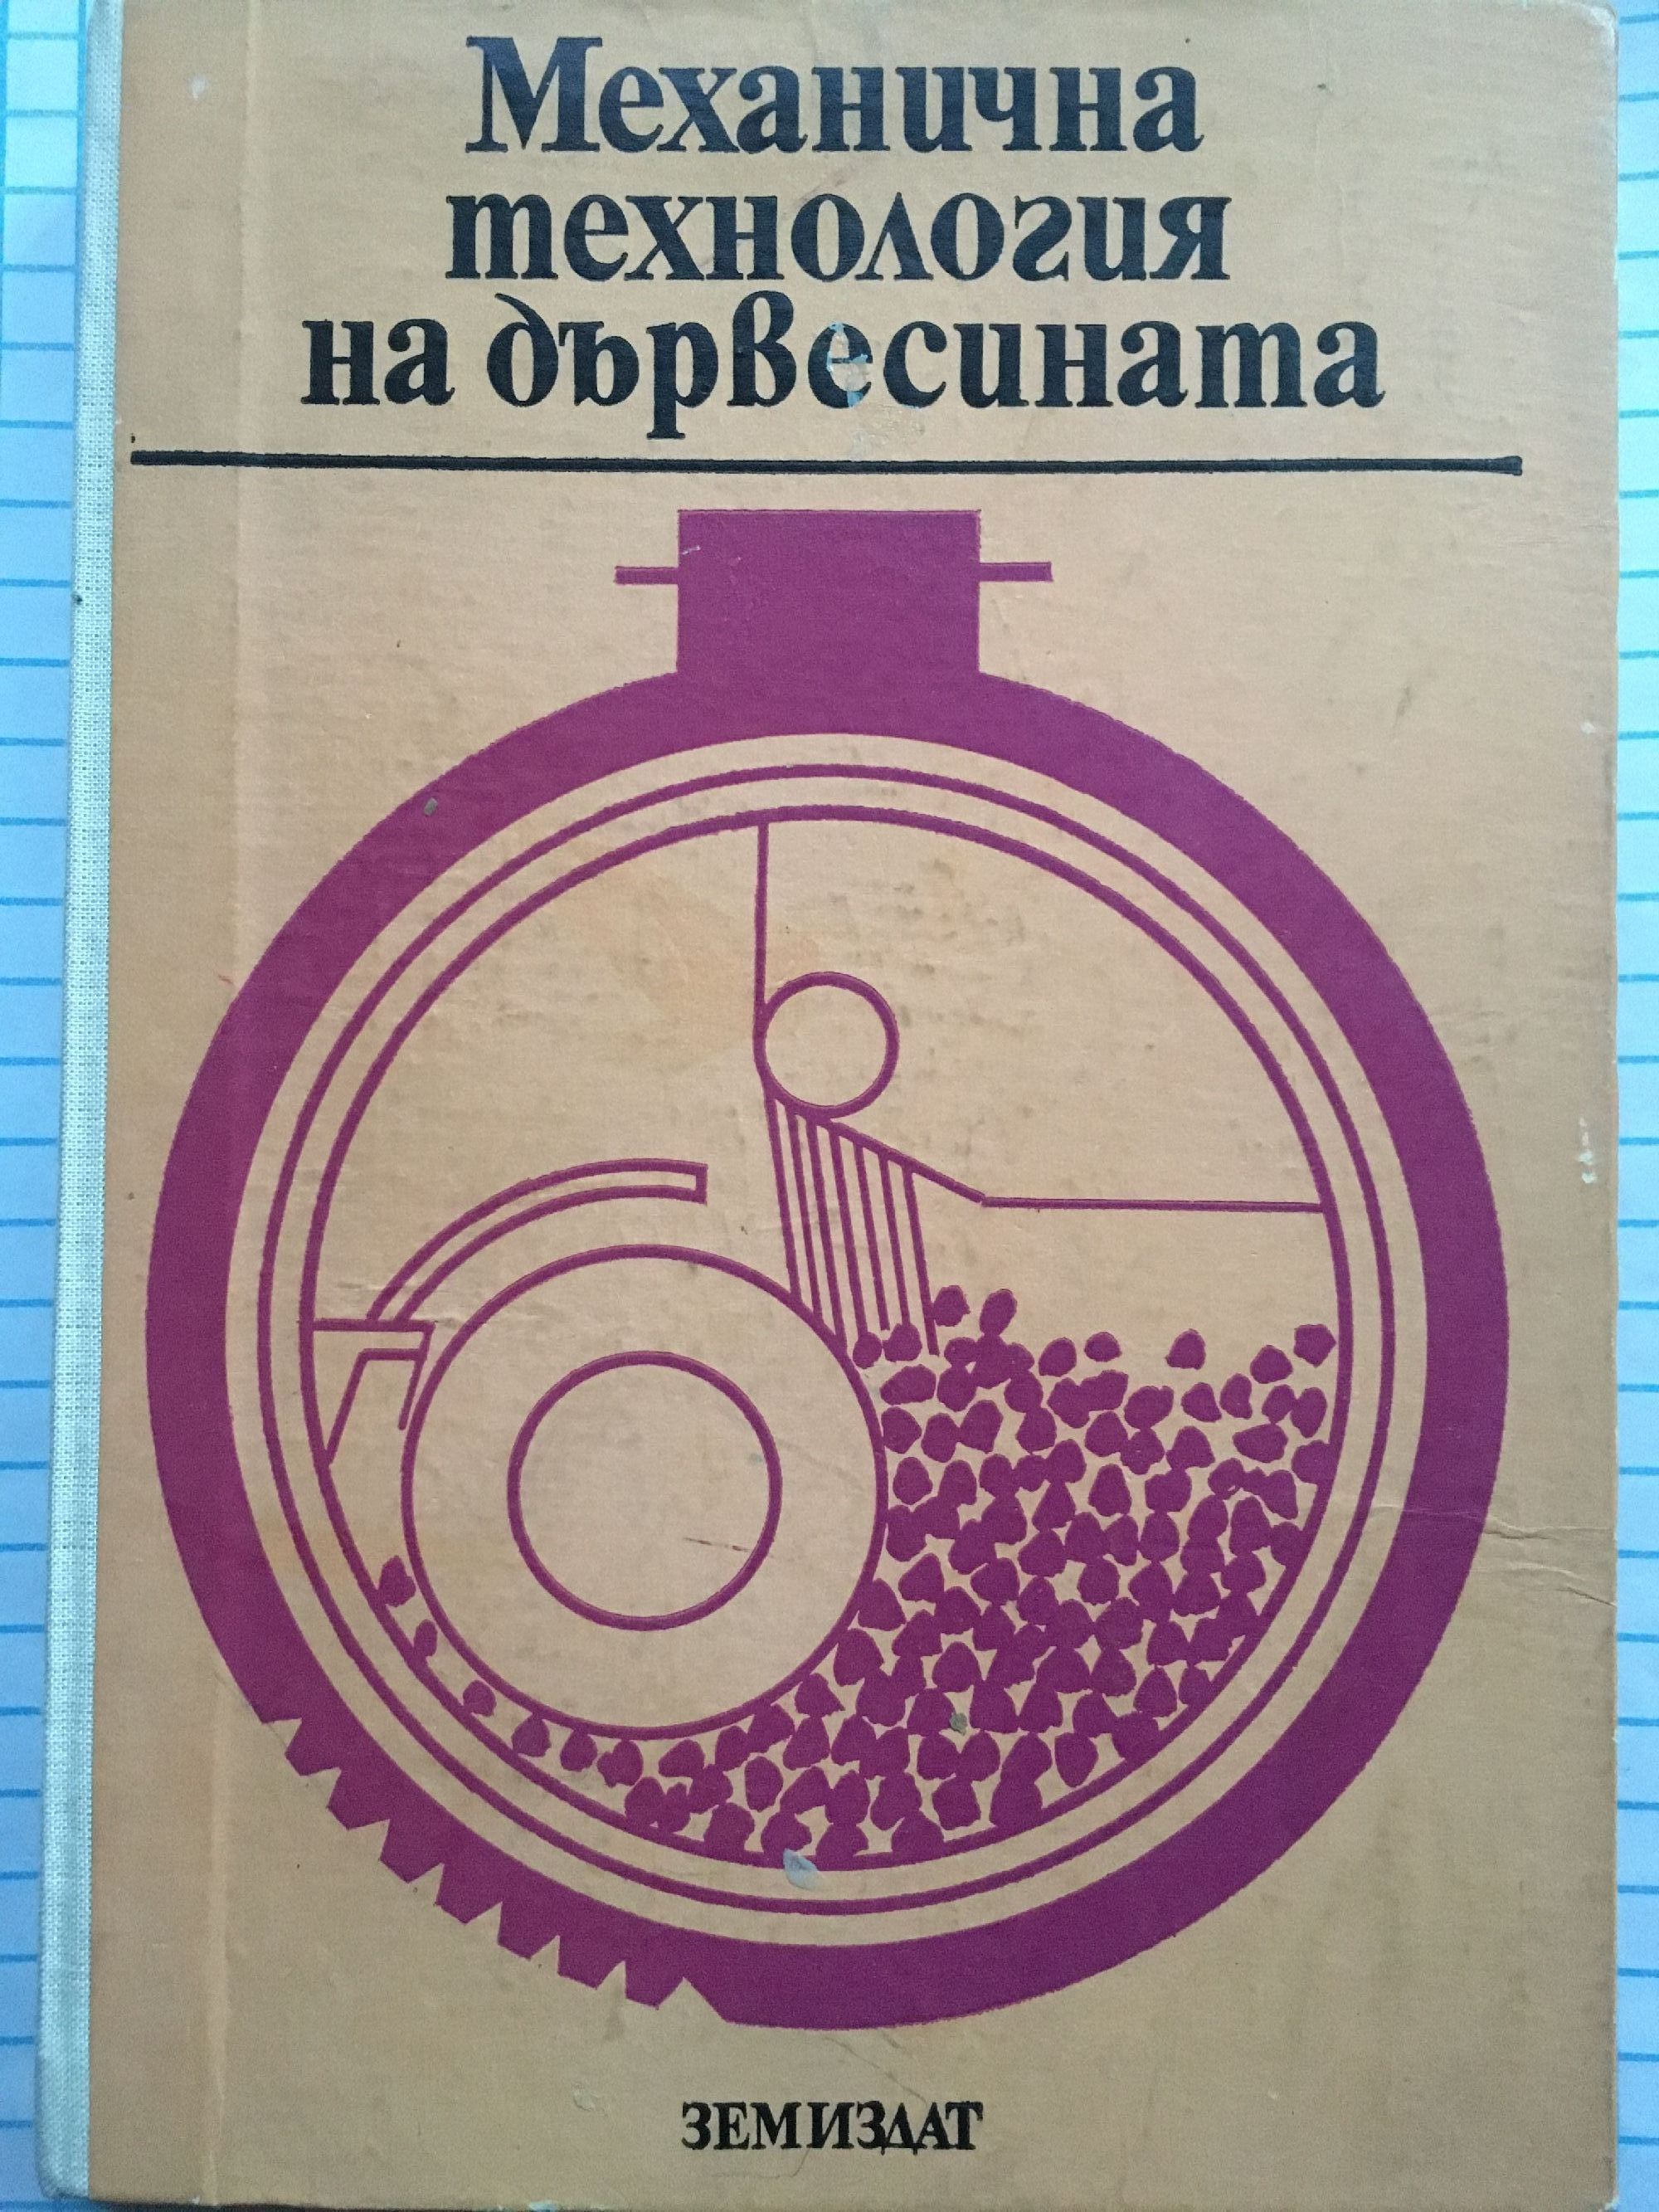 Механична
технология
на дървесината
ЗЕМИЗДАТ